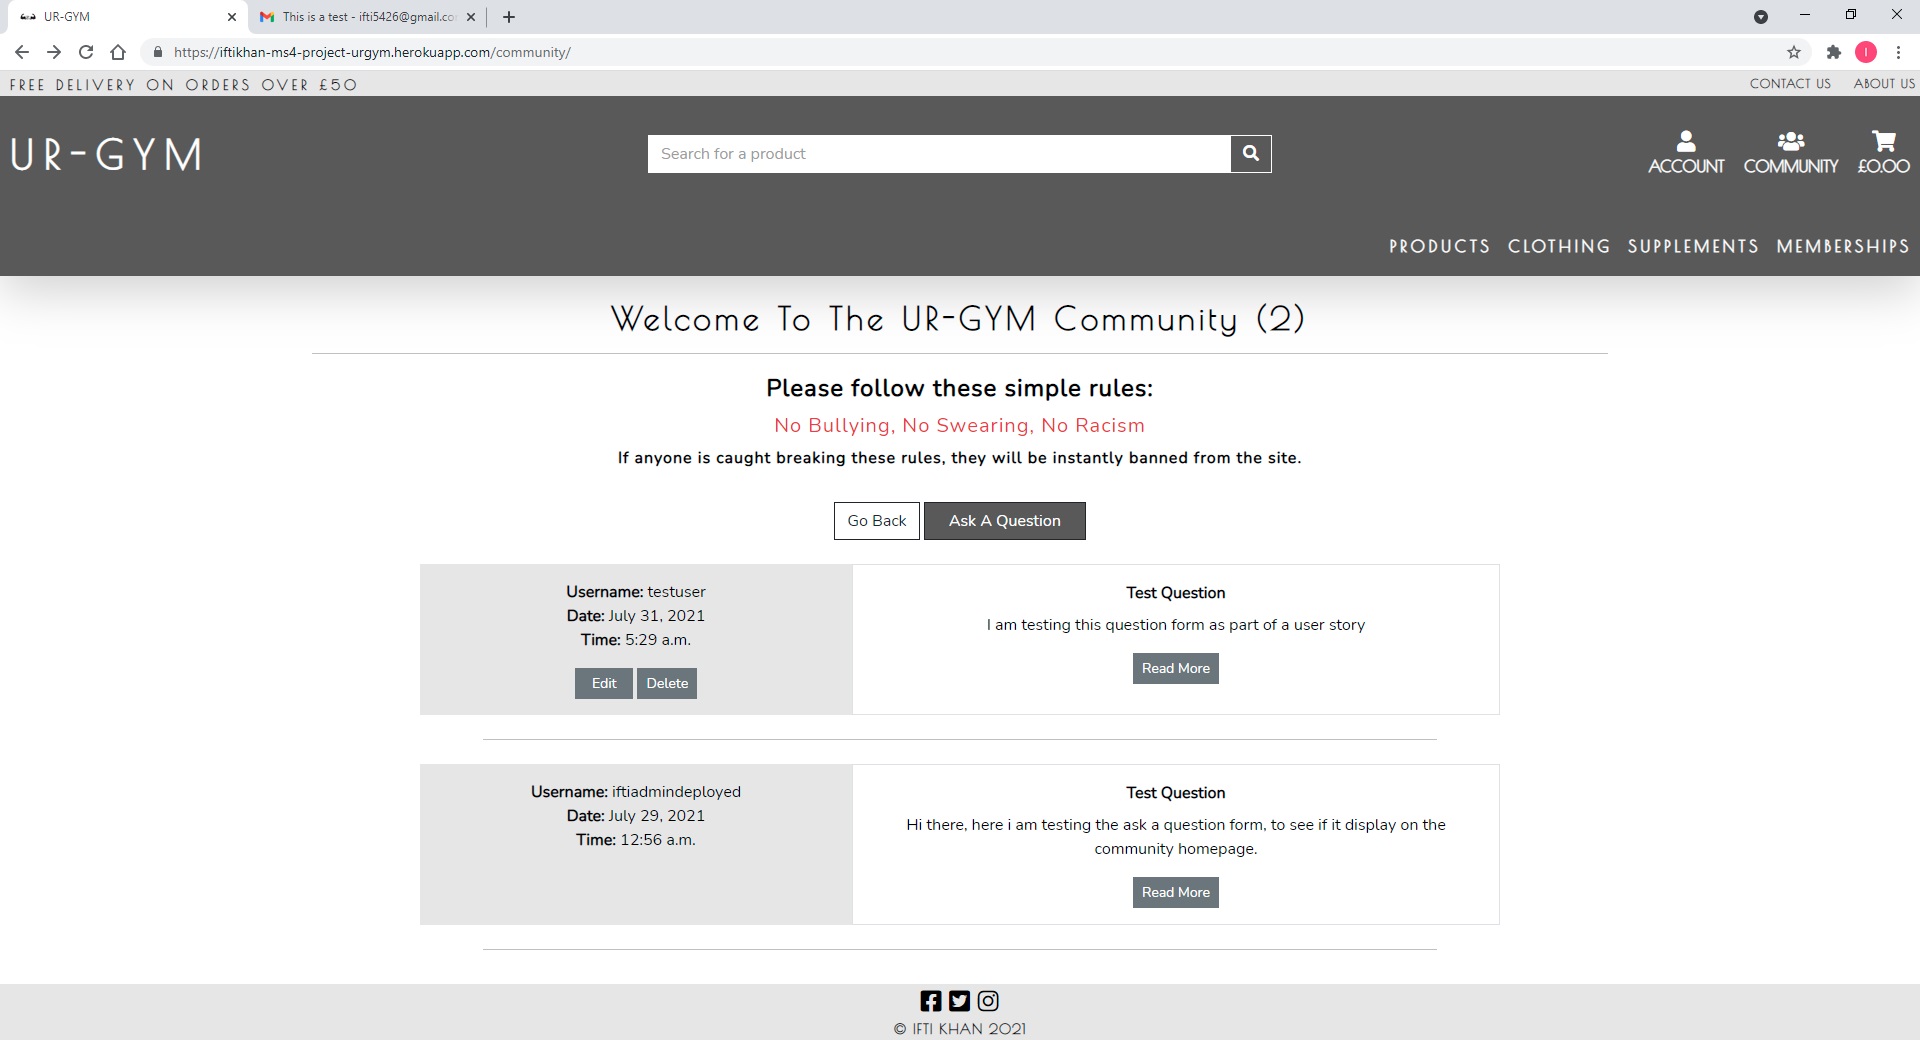 UR-GYM
This is a test - ifti5426@gmail.co
https://iftikhan-ms4-project-urgym.herokuapp.com/community/
I
FREE DELIVERY ON ORDERS OVER £50
CONTACT US ABOUT US
UR-GYM
Search for a product
ACCOUNT COMMUNITY £0.00
PRODUCTS CLOTHING SUPPLEMENTS MEMBERSHIPS
Welcome To The UR-GYM Community (2)
Please follow these simple rules:
No Bullying, No Swearing, No Racism
If anyone is caught breaking these rules, they will be instantly banned from the site.
Go Back Ask A Question
Username: testuser
Date: July 31, 2021
Time: 5:29 a.m.
Edit Delete
Test Question
I am testing this question form as part of a user story
Read More
Username: iftiadmindeployed
Date: July 29, 2021
Time: 12:56 a.m.
Test Question
Hi there, here i am testing the ask a question form, to see if it display on the
community homepage.
Read More
© IFTI KHAN 2021